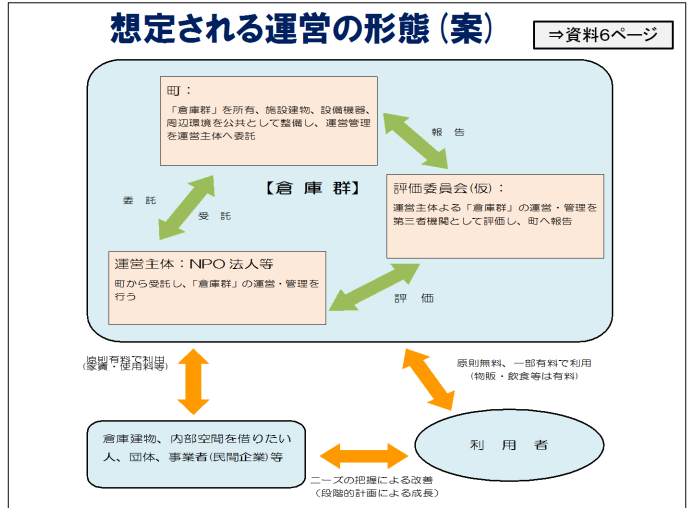 想定される運営の形態(案)
⇒資料6ページ
町：
「倉庫群」を所有、施設建物、設備機器、
周辺環境を公共として整備し、運営管理
を運営主体へ委託
報 告
【倉 庫 群】
評価委員会(仮)：
運営主体による「倉庫群」の運営・管理を
第三者機関として評価し、町へ報告
委 託
受 託
運営主体：NPO法人等
町から受託し、「倉庫群」の運営・管理を
行う
評 価
原則有料で利用
(家賃・使用料等)
原則無料、一部有料で利用
(物販・飲食等は有料)
倉庫建物、内部空間を借りたい
人、団体、事業者(民間企業)等
利 用 者
ニーズの把握による改善
(段階的計画による成長)